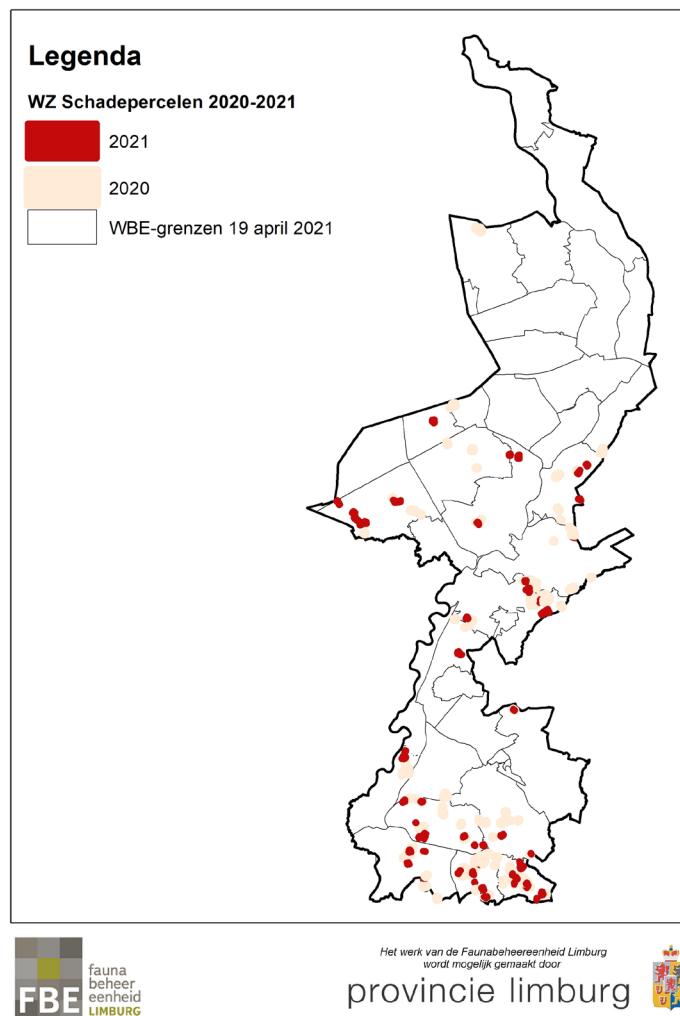 Legenda
WZ Schadepercelen 2020-2021
2021
2020
WBE-grenzen 19 april 2021
FBE
fauna
beheer
eenheid
LIMBURG
Het werk van de Faunabeheereenheid Limburg
wordt mogelijk gemaakt door
provincie limburg